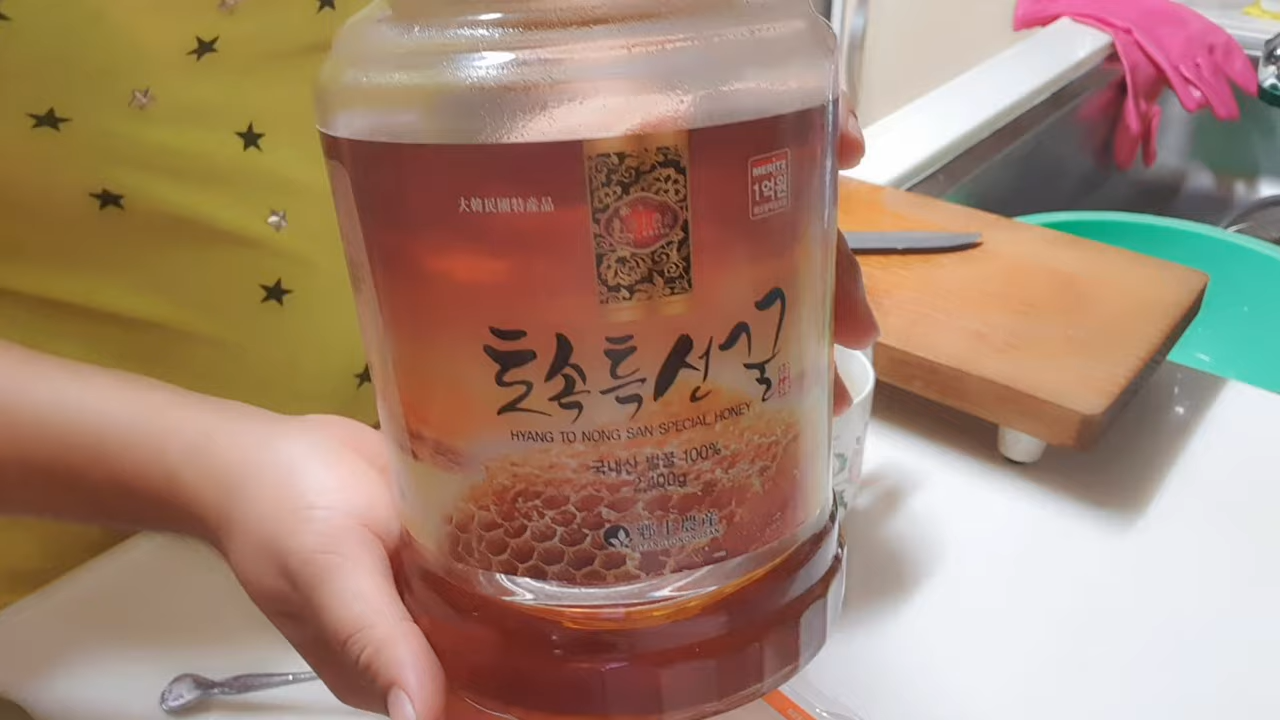 大韓民國特産品
MERITZ
1억원
토속특선꿀
HYANG TO NONG SAN SPECIAL HONEY
국내산 벌꿀 100%
2,400g
鄕土農産
HYANGTONONGSAN